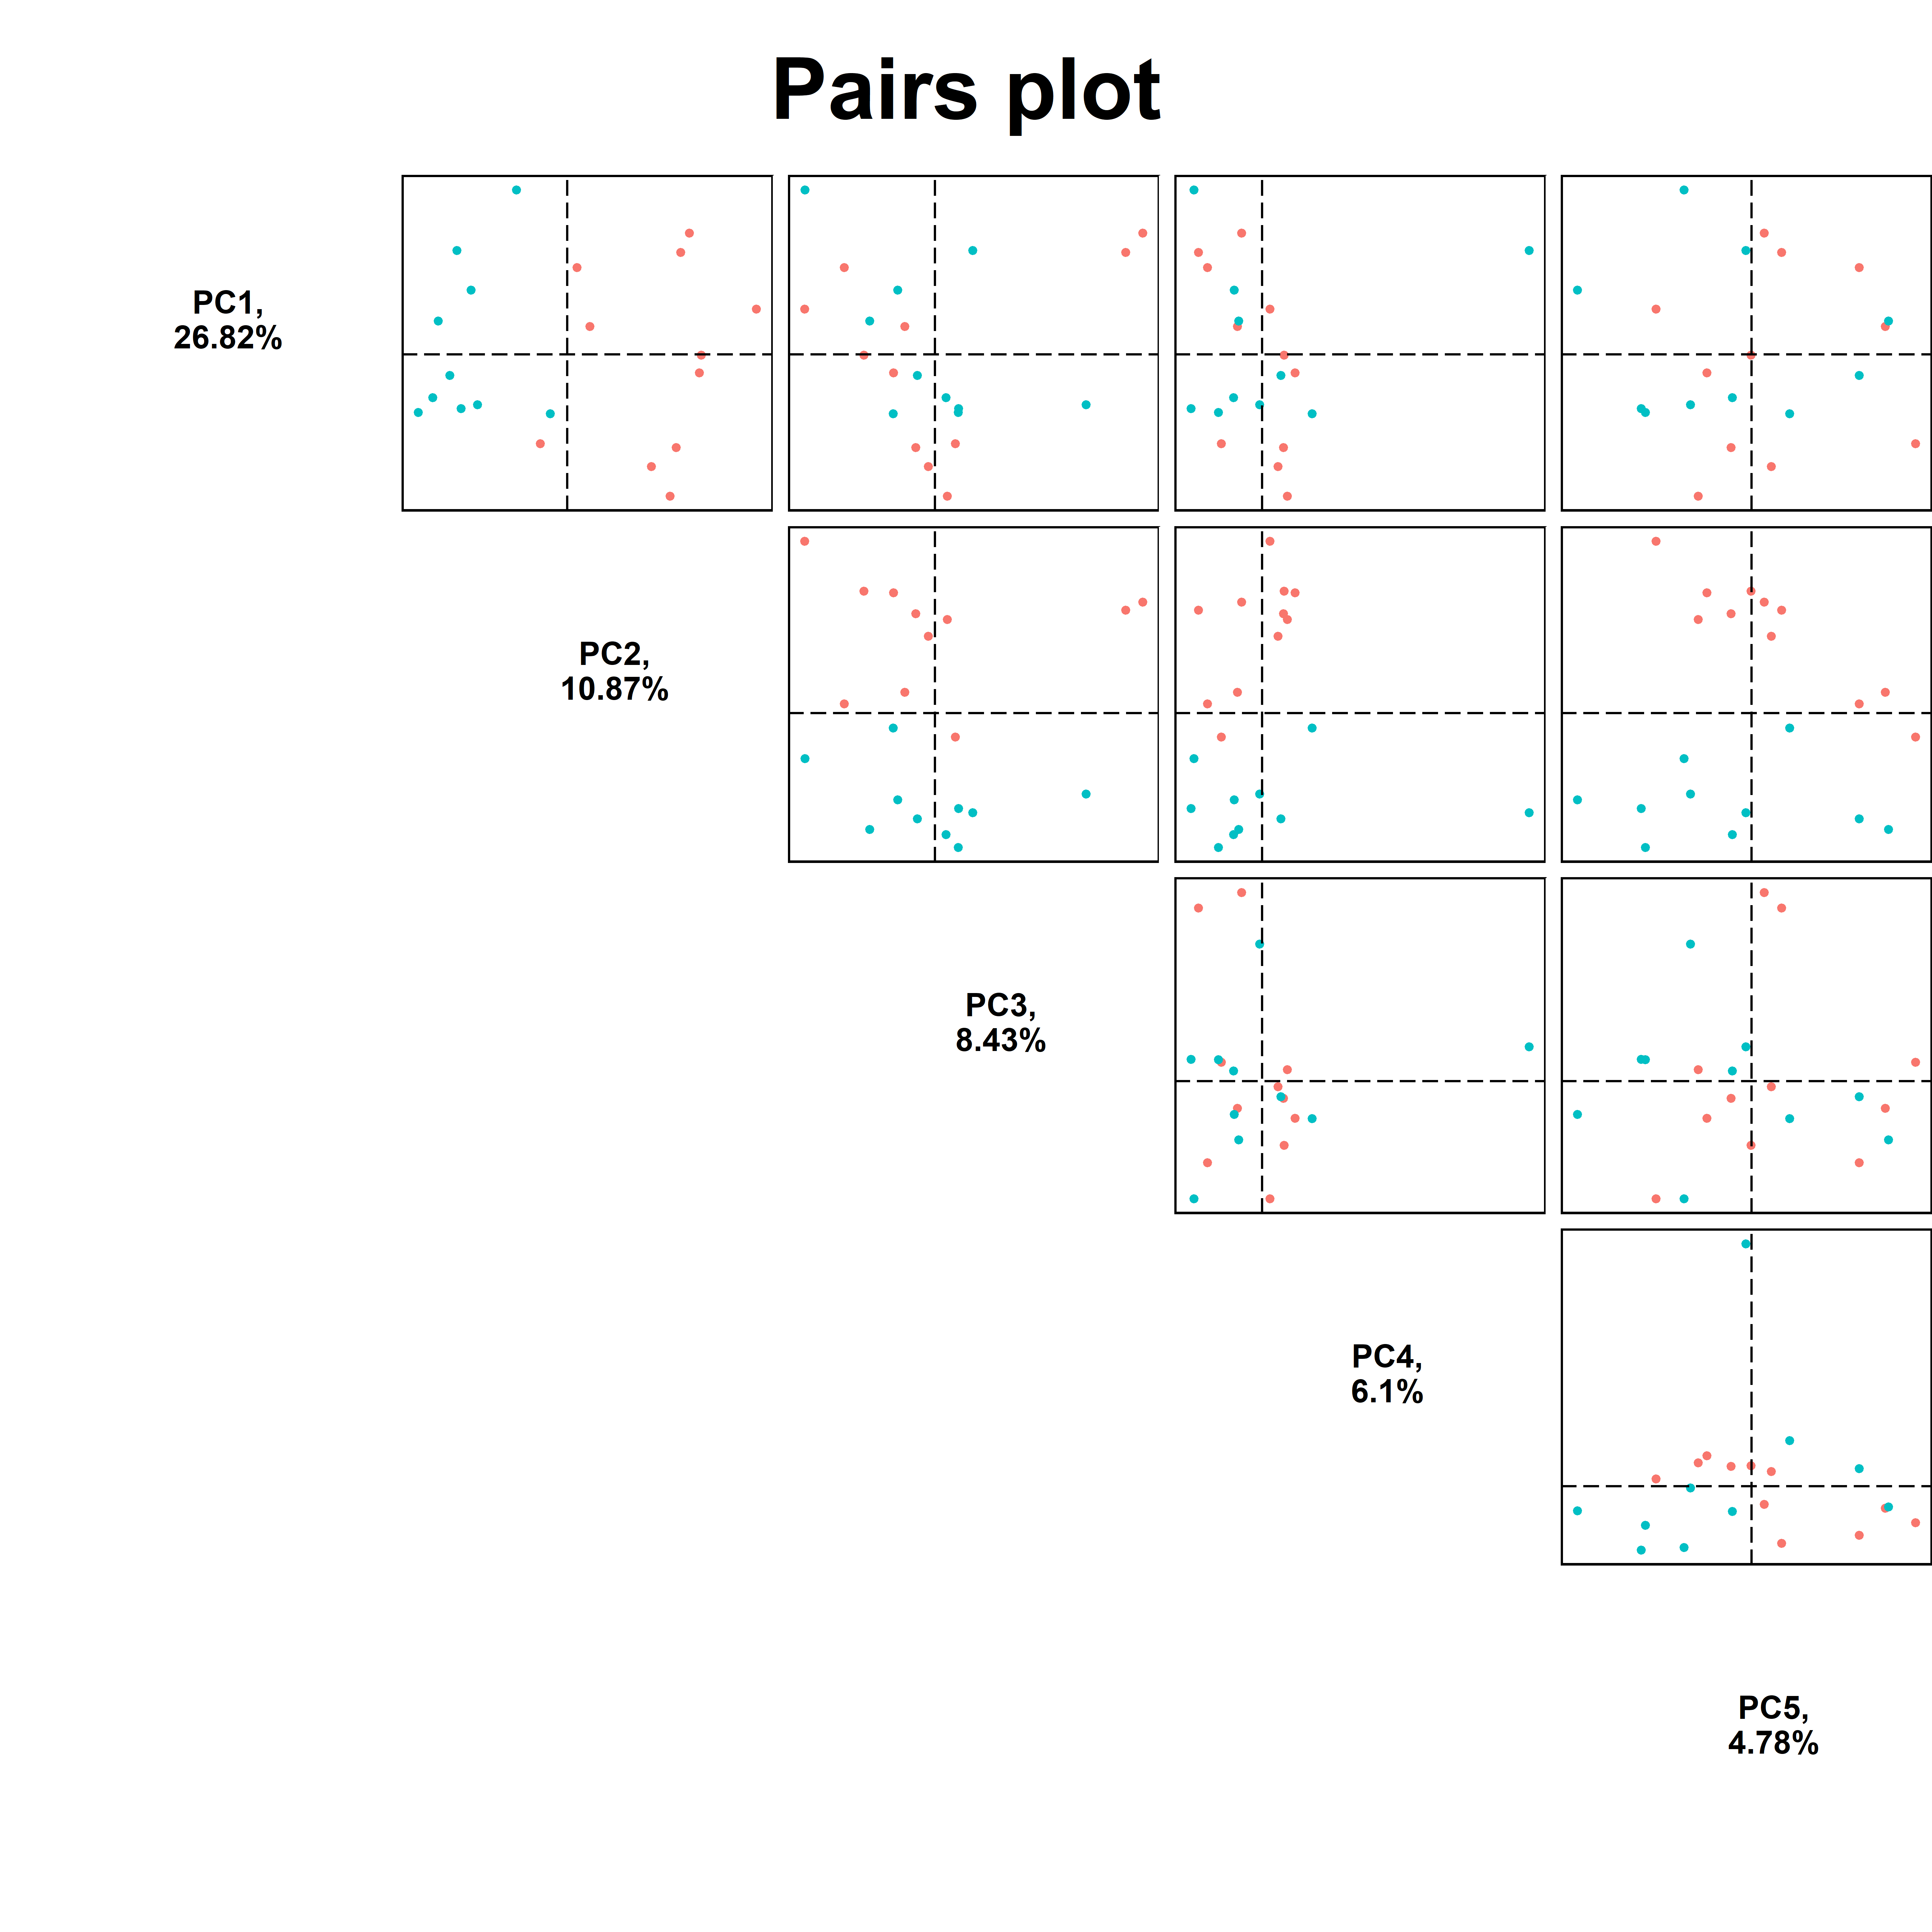 Pairs plot
PC1,
26.82%
PC2,
10.87%
PC3,
8.43%
PC4,
6.1%
PC5,
4.78%